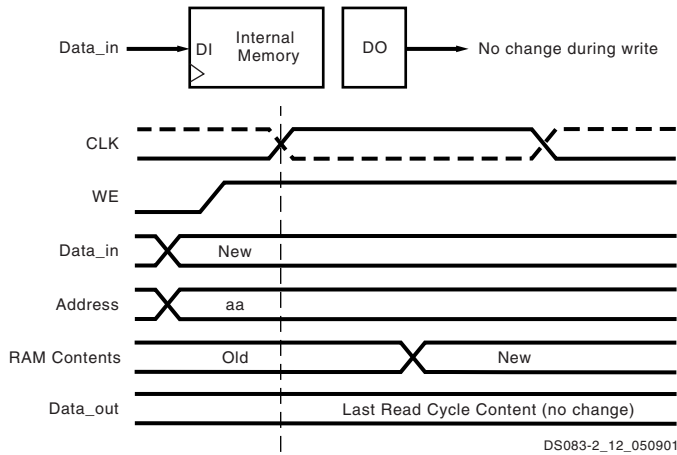 Data_in
DI
Internal
Memory
DO
No change during write
CLK
WE
Data_in
New
Address
aa
RAM Contents
Old
New
Data_out
Last Read Cycle Content (no change)
DS083-2_12_050901